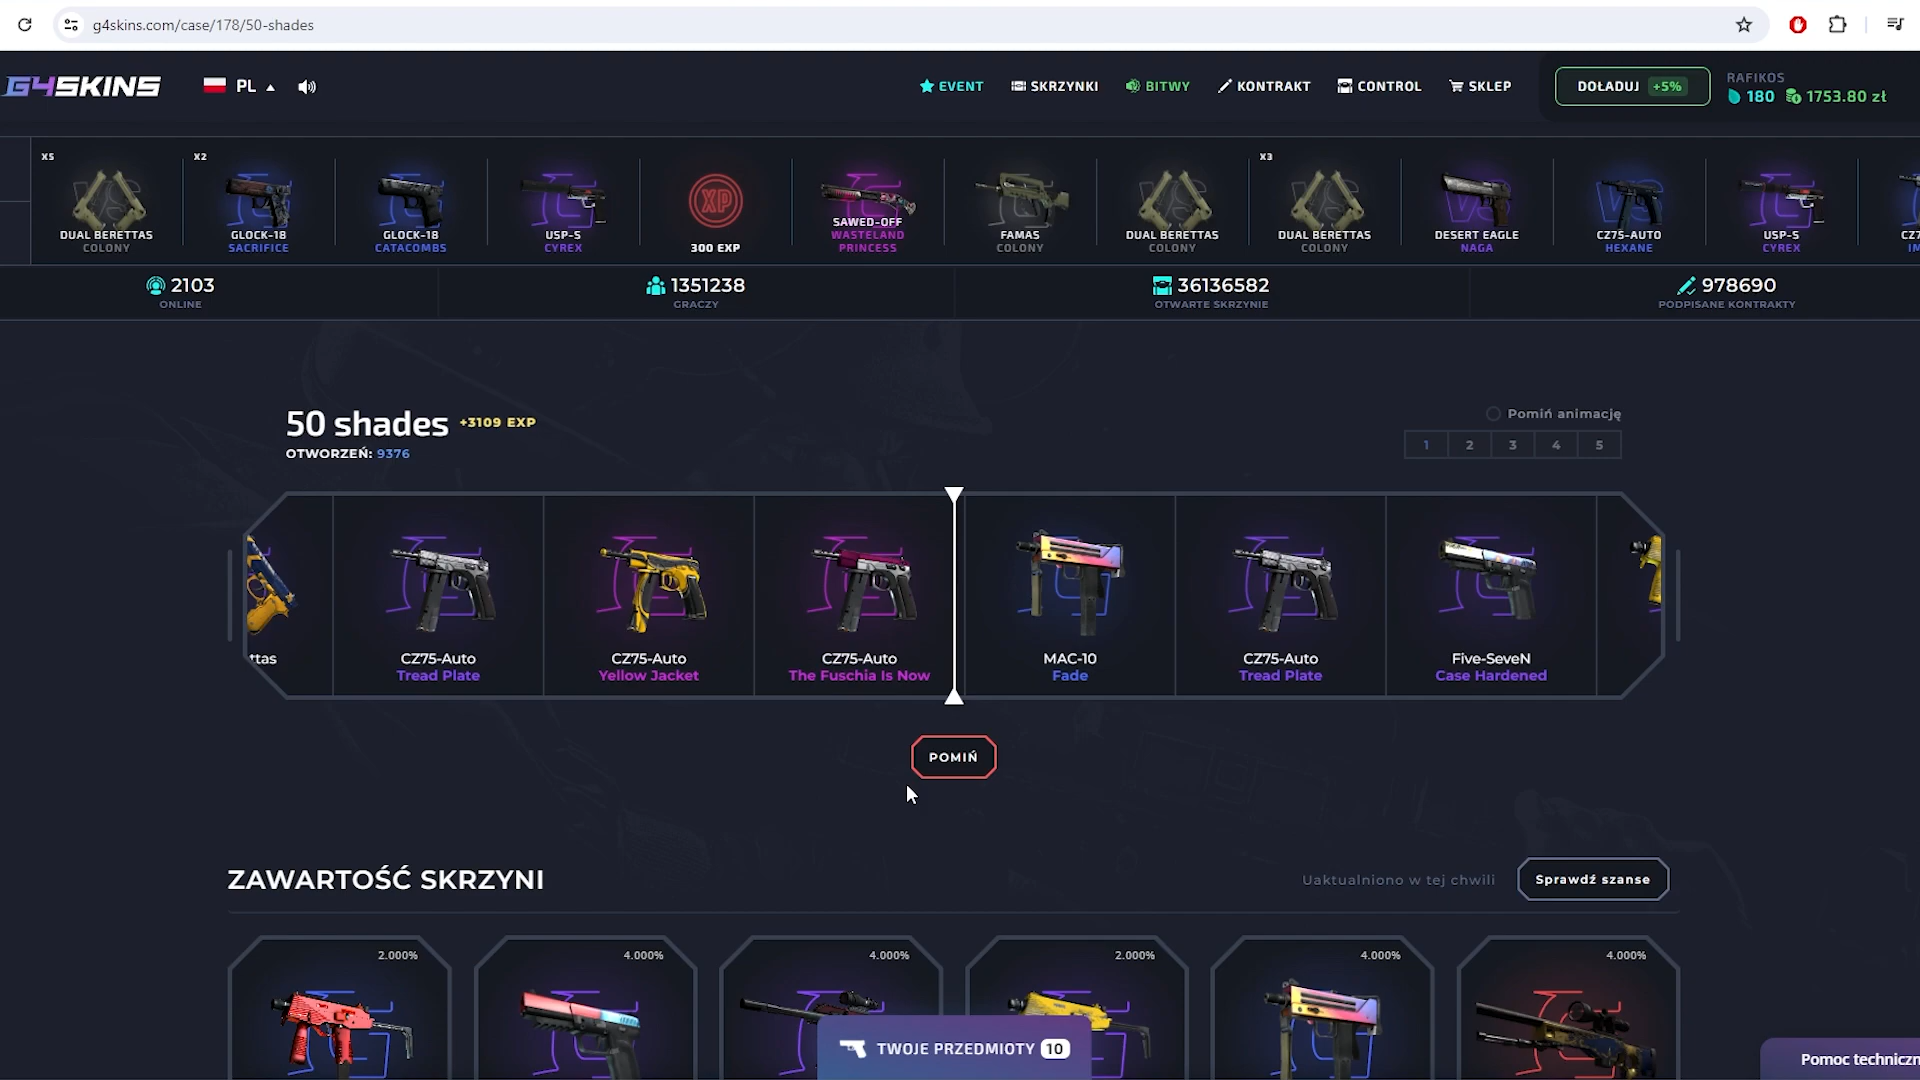 g4skins.com/case/178/50-shades
G4SKINS
PL
EVENT
SKRZYNKI
BITWY
KONTRAKT
CONTROL
SKLEP
DOŁADUJ +5%
RAFIKOS
180 1753.80 zł
X5
DUAL BERETTAS
COLONY
X2
GLOCK-18
SACRIFICE
GLOCK-18
CATACOMBS
USP-S
CYREX
XP
300 EXP
SAWED-OFF
WASTELAND
PRINCESS
FAMAS
COLONY
DUAL BERETTAS
COLONY
X3
DUAL BERETTAS
COLONY
DESERT EAGLE
NAGA
CZ75-AUTO
HEXANE
USP-S
CYREX
CZ7
IM
2103
ONLINE
1351238
GRACZY
36136582
OTWARTE SKRZYNIE
978690
PODPISANE KONTRAKTY
50 shades +3109 EXP
OTWORZEŃ: 9376
Pomiń animację
1 2 3 4 5
ttas
CZ75-Auto
Tread Plate
CZ75-Auto
Yellow Jacket
CZ75-Auto
The Fuschia Is Now
MAC-10
Fade
CZ75-Auto
Tread Plate
Five-SeveN
Case Hardened
POMIŃ
ZAWARTOŚĆ SKRZYNI
Uaktualniono w tej chwili
Sprawdź szanse
2.000%
4.000%
4.000%
2.000%
4.000%
4.000%
TWOJE PRZEDMIOTY 10
Pomoc techniczn